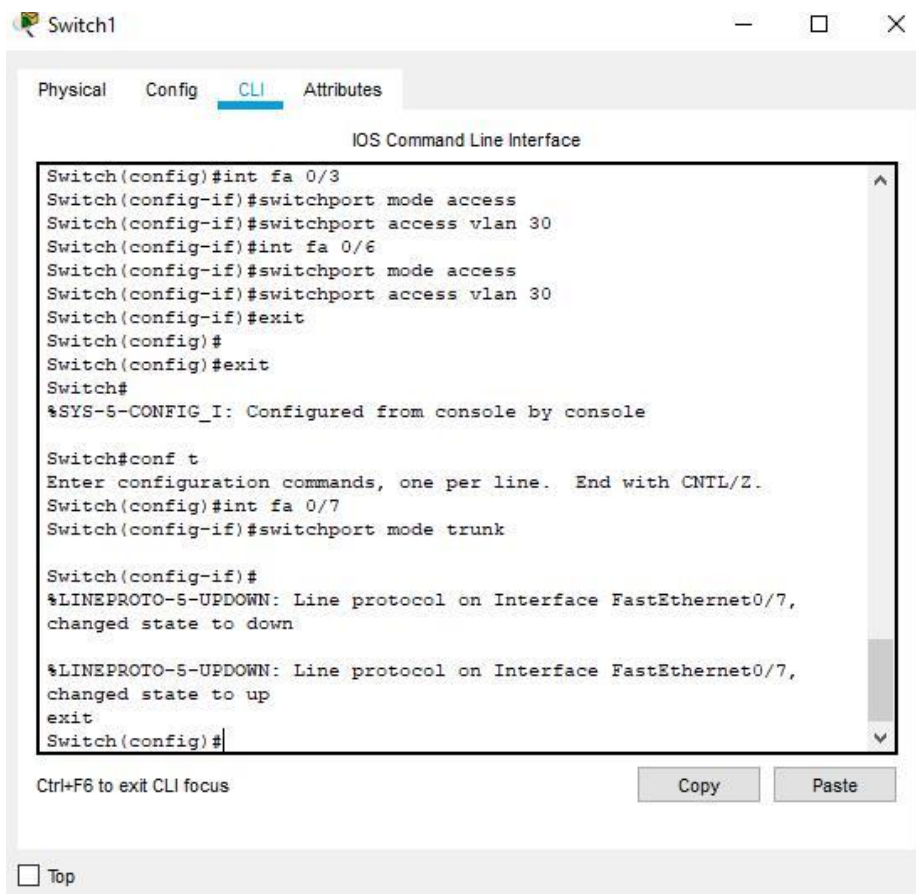 Switch1
Physical Config CLI Attributes
IOS Command Line Interface
Switch(config)#int fa 0/3
Switch(config-if)#switchport mode access
Switch(config-if)#switchport access vlan 30
Switch(config-if)#int fa 0/6
Switch(config-if)#switchport mode access
Switch(config-if)#switchport access vlan 30
Switch(config-if)#exit
Switch(config)#
Switch(config)#exit
Switch#
%SYS-5-CONFIG_I: Configured from console by console
Switch#conf t
Enter configuration commands, one per line.  End with CNTL/Z.
Switch(config)#int fa 0/7
Switch(config-if)#switchport mode trunk
Switch(config-if)#
%LINEPROTO-5-UPDOWN: Line protocol on Interface FastEthernet0/7,
changed state to down
%LINEPROTO-5-UPDOWN: Line protocol on Interface FastEthernet0/7,
changed state to up
exit
Switch(config)#
Ctrl+F6 to exit CLI focus
Copy Paste
Top